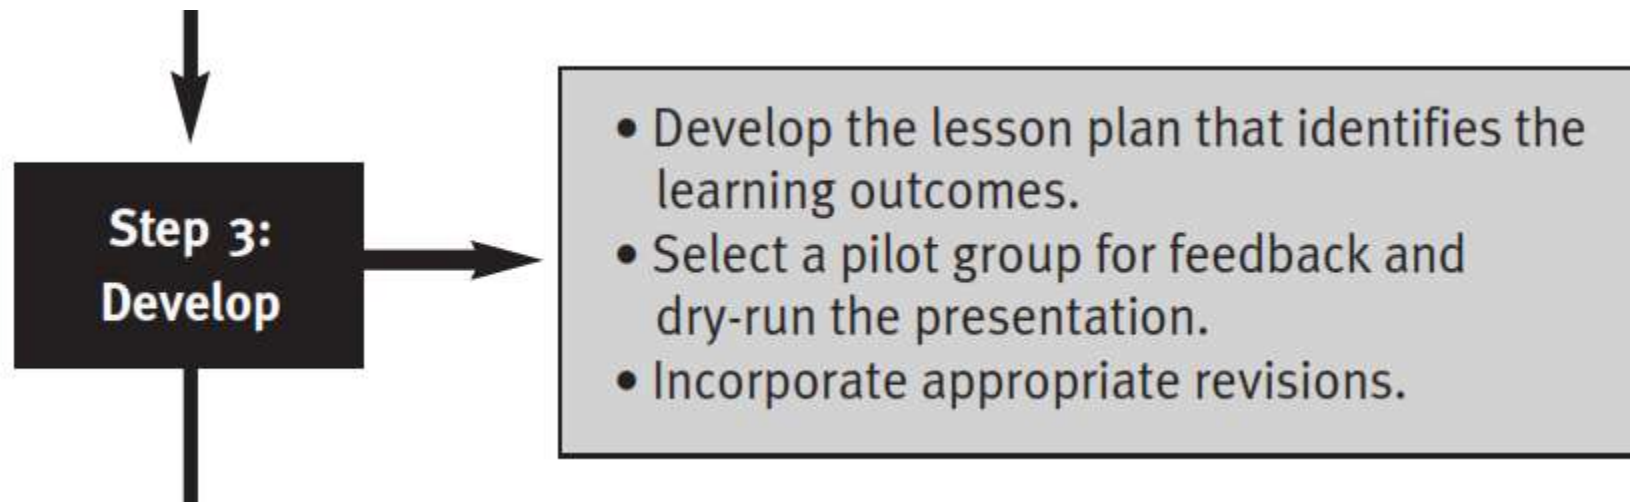 Step 3:
Develop
• Develop the lesson plan that identifies the
learning outcomes.
• Select a pilot group for feedback and
dry-run the presentation.
• Incorporate appropriate revisions.